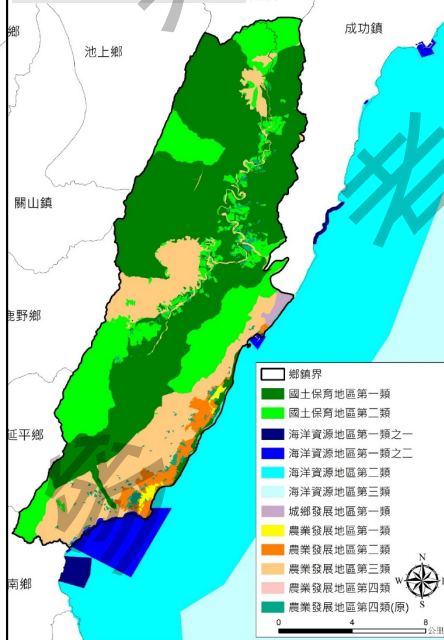 鄉
成功鎮
池上鄉
關山鎮
鹿野鄉
延平鄉
南鄉
鄉鎮界
國土保育地區第一類
國土保育地區第二類
海洋資源地區第一類之一
海洋資源地區第一類之二
海洋資源地區第二類
海洋資源地區第三類
城鄉發展地區第一類
農業發展地區第一類
農業發展地區第二類
農業發展地區第三類
農業發展地區第四類
農業發展地區第四類(原)
N
W
S
0 4 8
公里